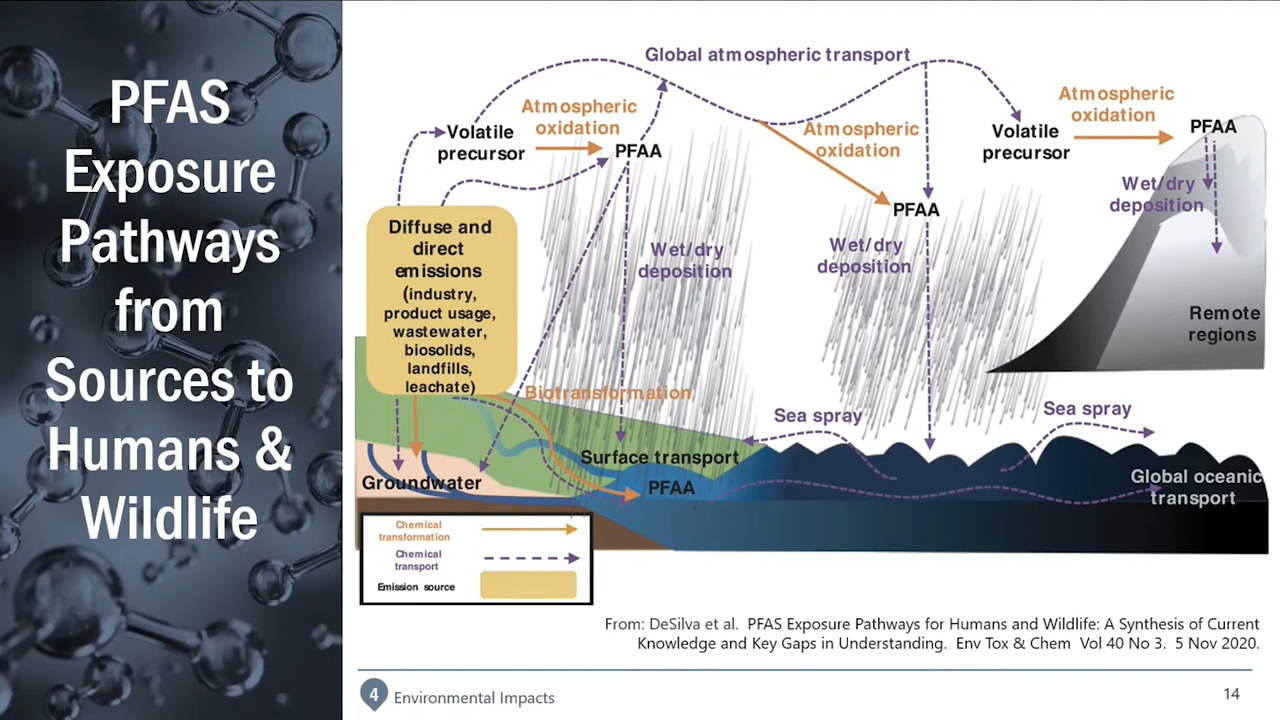 PFAS
Exposure
Pathways
from
Sources to
Humans &
Wildlife
Global atmospheric transport
Atmospheric
oxidation
Volatile
precursor
PFAA
Atmospheric
oxidation
PFAA
Volatile
precursor
Atmospheric
oxidation
PFAA
Wet/dry
deposition
Remote
regions
Diffuse and
direct
emissions
(industry,
product usage,
wastewater,
biosolids,
landfills,
leachate)
Wet/dry
deposition
Wet/dry
deposition
Biotransformation
Sea spray
Sea spray
Surface transport
Groundwater
PFAA
Global oceanic
transport
Chemical
transformation
Chemical
transport
Emission source
From: DeSilva et al. PFAS Exposure Pathways for Humans and Wildlife: A Synthesis of Current
Knowledge and Key Gaps in Understanding. Env Tox & Chem Vol 40 No 3. 5 Nov 2020.
4 Environmental Impacts
14